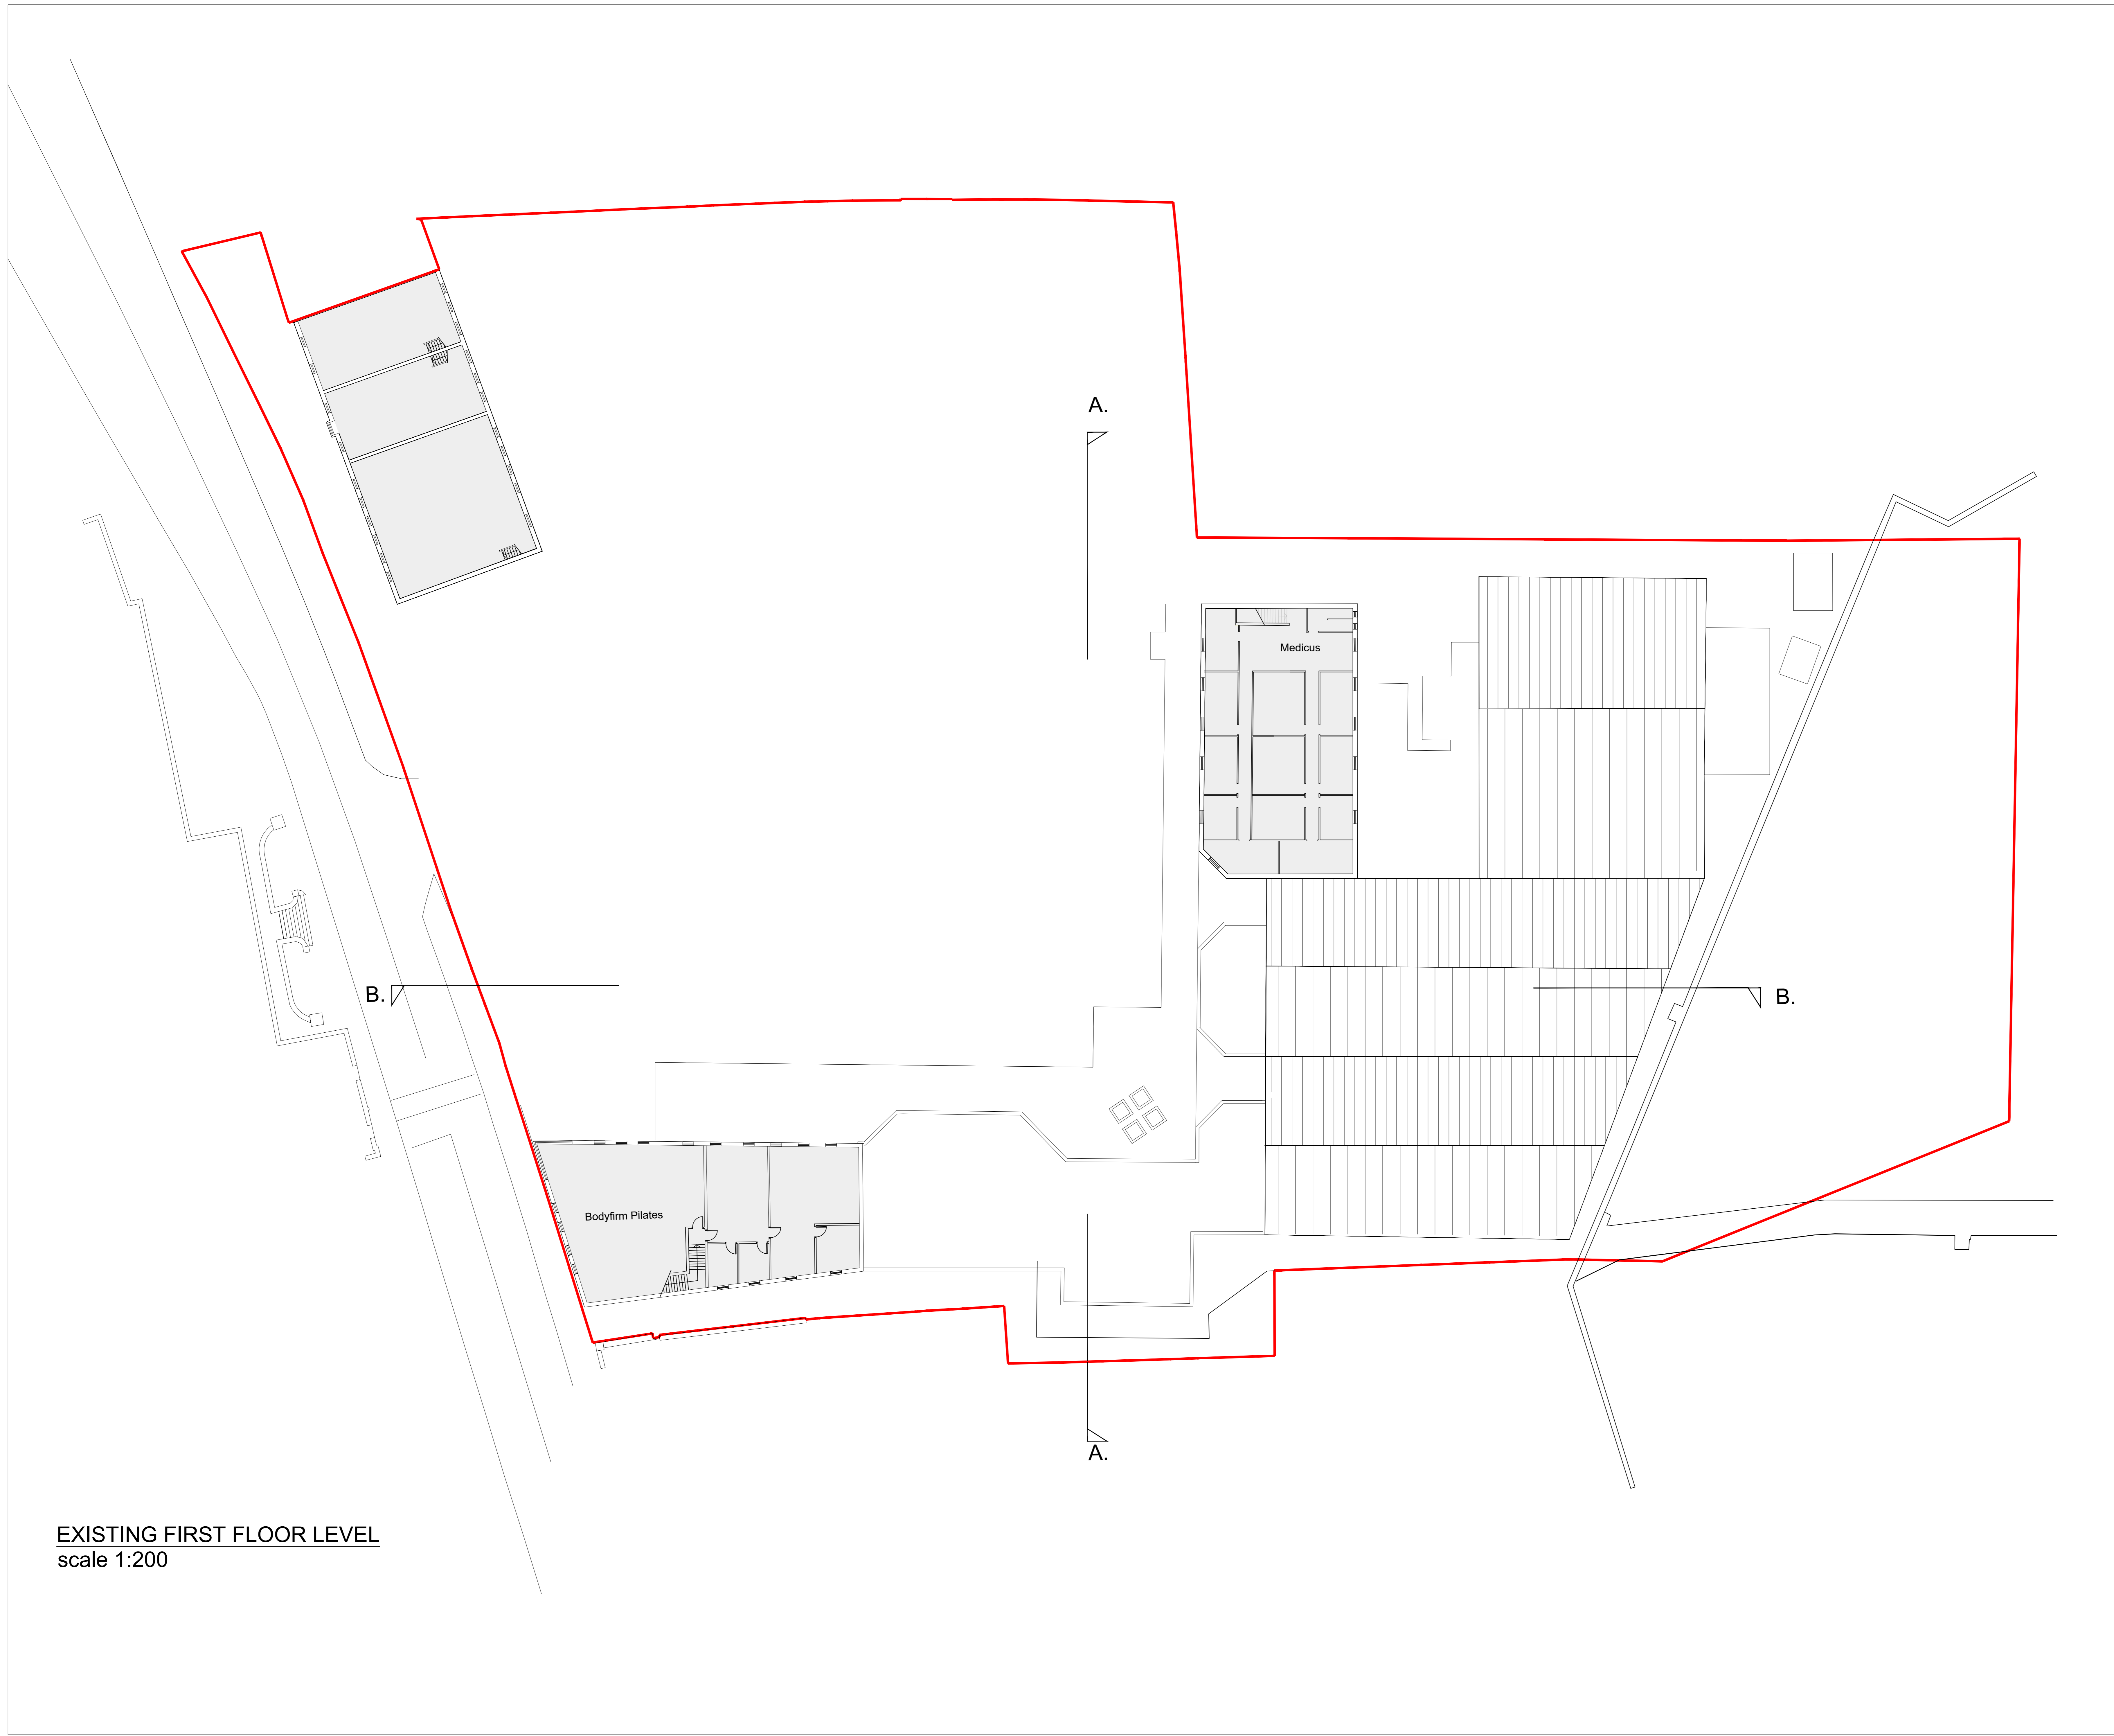 A.
Medicus
B.
B.
Bodyfirm Pilates
A.
EXISTING FIRST FLOOR LEVEL
scale 1:200